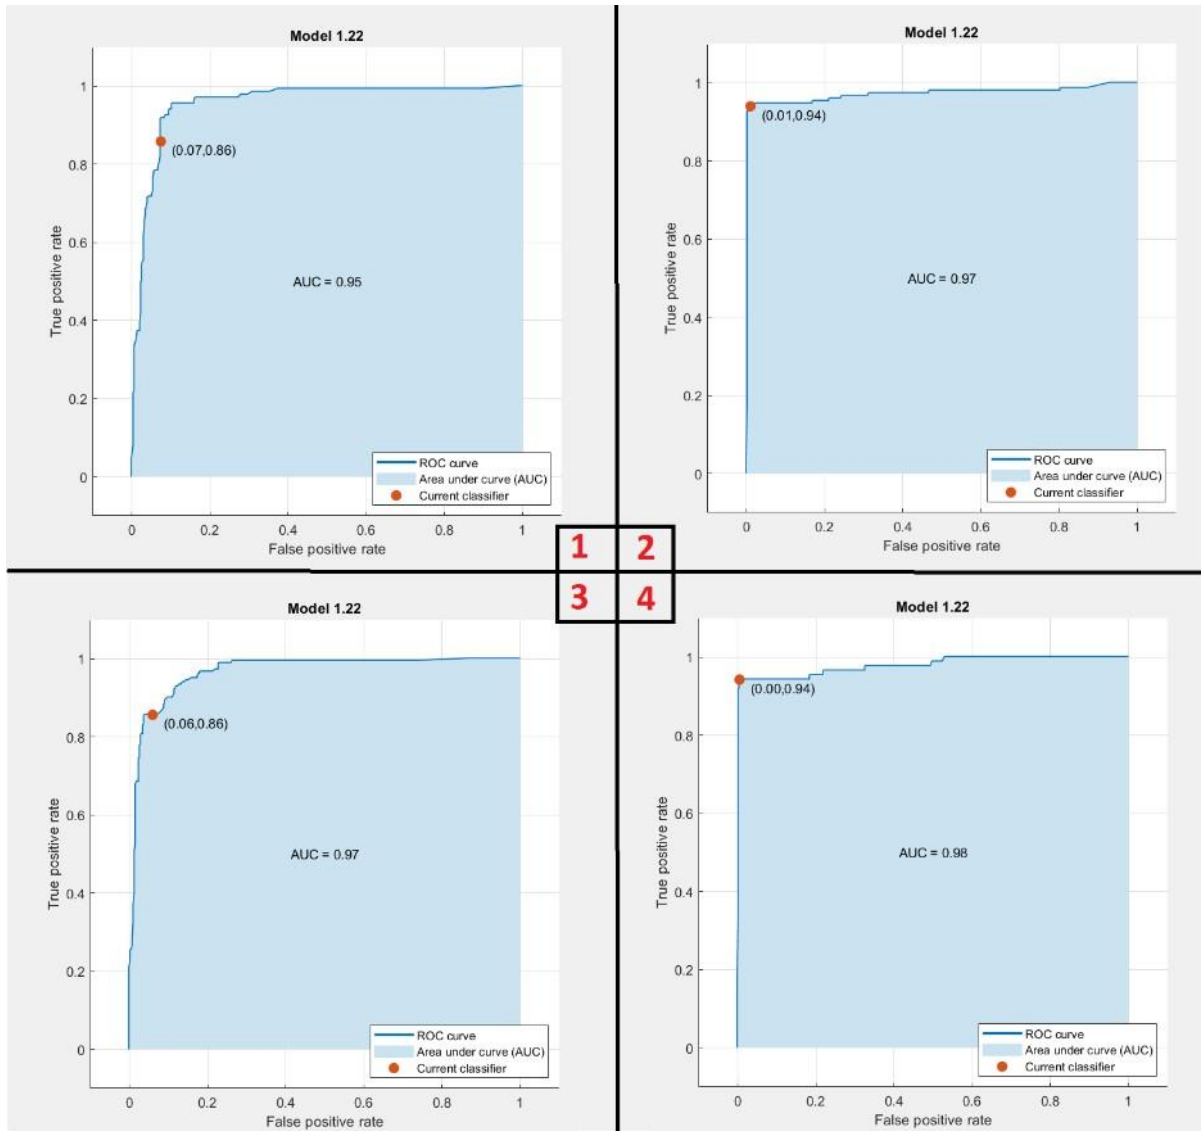 Model 1.22
1
0.8
0.6
0.4
0.2
0
True positive rate
(0.07,0.86)
AUC = 0.95
ROC curve
Area under curve (AUC)
Current classifier
0 0.2 0.4 0.6 0.8 1
False positive rate
Model 1.22
1
0.8
0.6
0.4
0.2
0
True positive rate
(0.01,0.94)
AUC = 0.97
ROC curve
Area under curve (AUC)
Current classifier
0 0.2 0.4 0.6 0.8 1
False positive rate
1 2
3 4
Model 1.22
1
0.8
0.6
0.4
0.2
0
True positive rate
(0.06,0.86)
AUC = 0.97
ROC curve
Area under curve (AUC)
Current classifier
0 0.2 0.4 0.6 0.8 1
False positive rate
Model 1.22
1
0.8
0.6
0.4
0.2
0
True positive rate
(0.00,0.94)
AUC = 0.98
ROC curve
Area under curve (AUC)
Current classifier
0 0.2 0.4 0.6 0.8 1
False positive rate